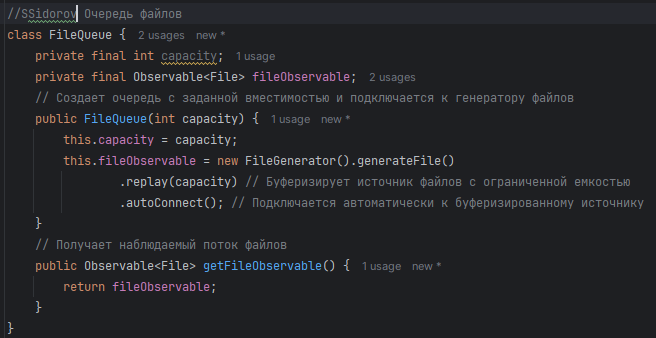 //SSidorov Очередь файлов
class FileQueue { 2 usages new *
private final int capacity; 1 usage
private final Observable<File> fileObservable; 2 usages
// Создает очередь с заданной вместимостью и подключается к генератору файлов
public FileQueue(int capacity) { 1 usage new *
this.capacity = capacity;
this.fileObservable = new FileGenerator().generateFile()
.replay(capacity) // Буферизирует источник файлов с ограниченной емкостью
.autoConnect(); // Подключается автоматически к буферизированному источнику
}
// Получает наблюдаемый поток файлов
public Observable<File> getFileObservable() { 1 usage new *
return fileObservable;
}
}